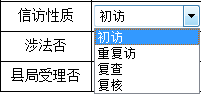 信访性质 初访
初访
涉法否 重复访
复查
县局受理否 复核